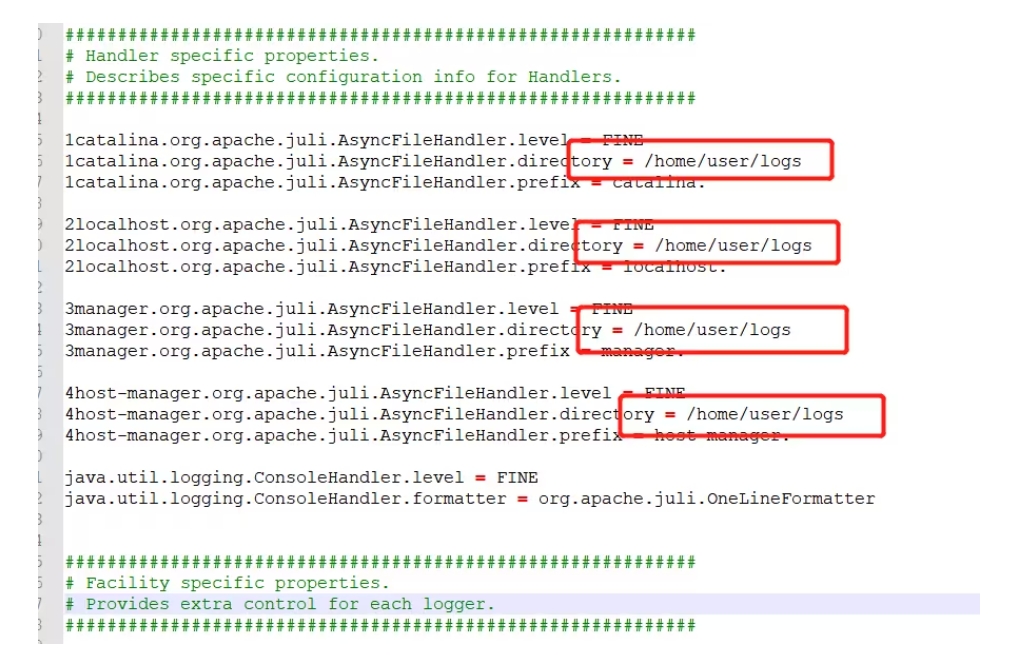 ############################################################
# Handler specific properties.
# Describes specific configuration info for Handlers.
############################################################
1catalina.org.apache.juli.AsyncFileHandler.level = FINE
1catalina.org.apache.juli.AsyncFileHandler.directory = /home/user/logs
1catalina.org.apache.juli.AsyncFileHandler.prefix = catalina.
2localhost.org.apache.juli.AsyncFileHandler.level = FINE
2localhost.org.apache.juli.AsyncFileHandler.directory = /home/user/logs
2localhost.org.apache.juli.AsyncFileHandler.prefix = localhost.
3manager.org.apache.juli.AsyncFileHandler.level = FINE
3manager.org.apache.juli.AsyncFileHandler.directory = /home/user/logs
3manager.org.apache.juli.AsyncFileHandler.prefix = manager.
4host-manager.org.apache.juli.AsyncFileHandler.level = FINE
4host-manager.org.apache.juli.AsyncFileHandler.directory = /home/user/logs
4host-manager.org.apache.juli.AsyncFileHandler.prefix = host-manager.
java.util.logging.ConsoleHandler.level = FINE
java.util.logging.ConsoleHandler.formatter = org.apache.juli.OneLineFormatter
############################################################
# Facility specific properties.
# Provides extra control for each logger.
############################################################